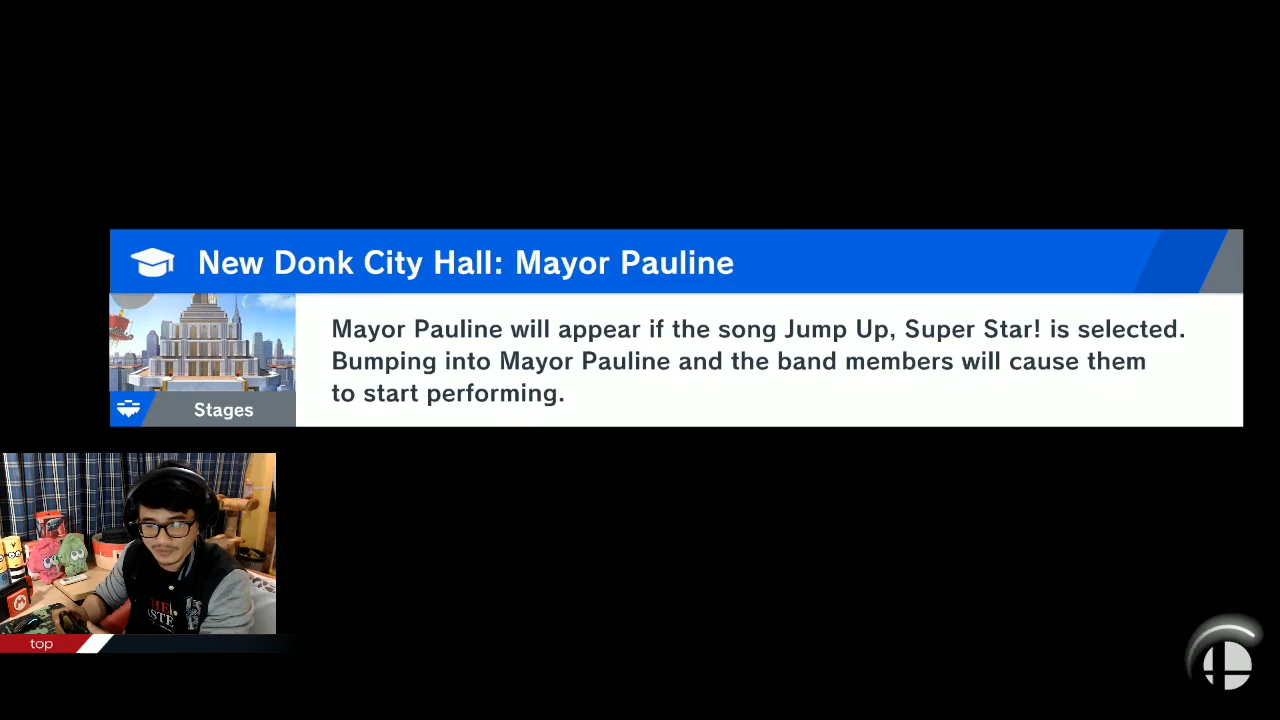 New Donk City Hall: Mayor Pauline
Mayor Pauline will appear if the song Jump Up, Super Star! is selected.
Bumping into Mayor Pauline and the band members will cause them
to start performing.
Stages
top